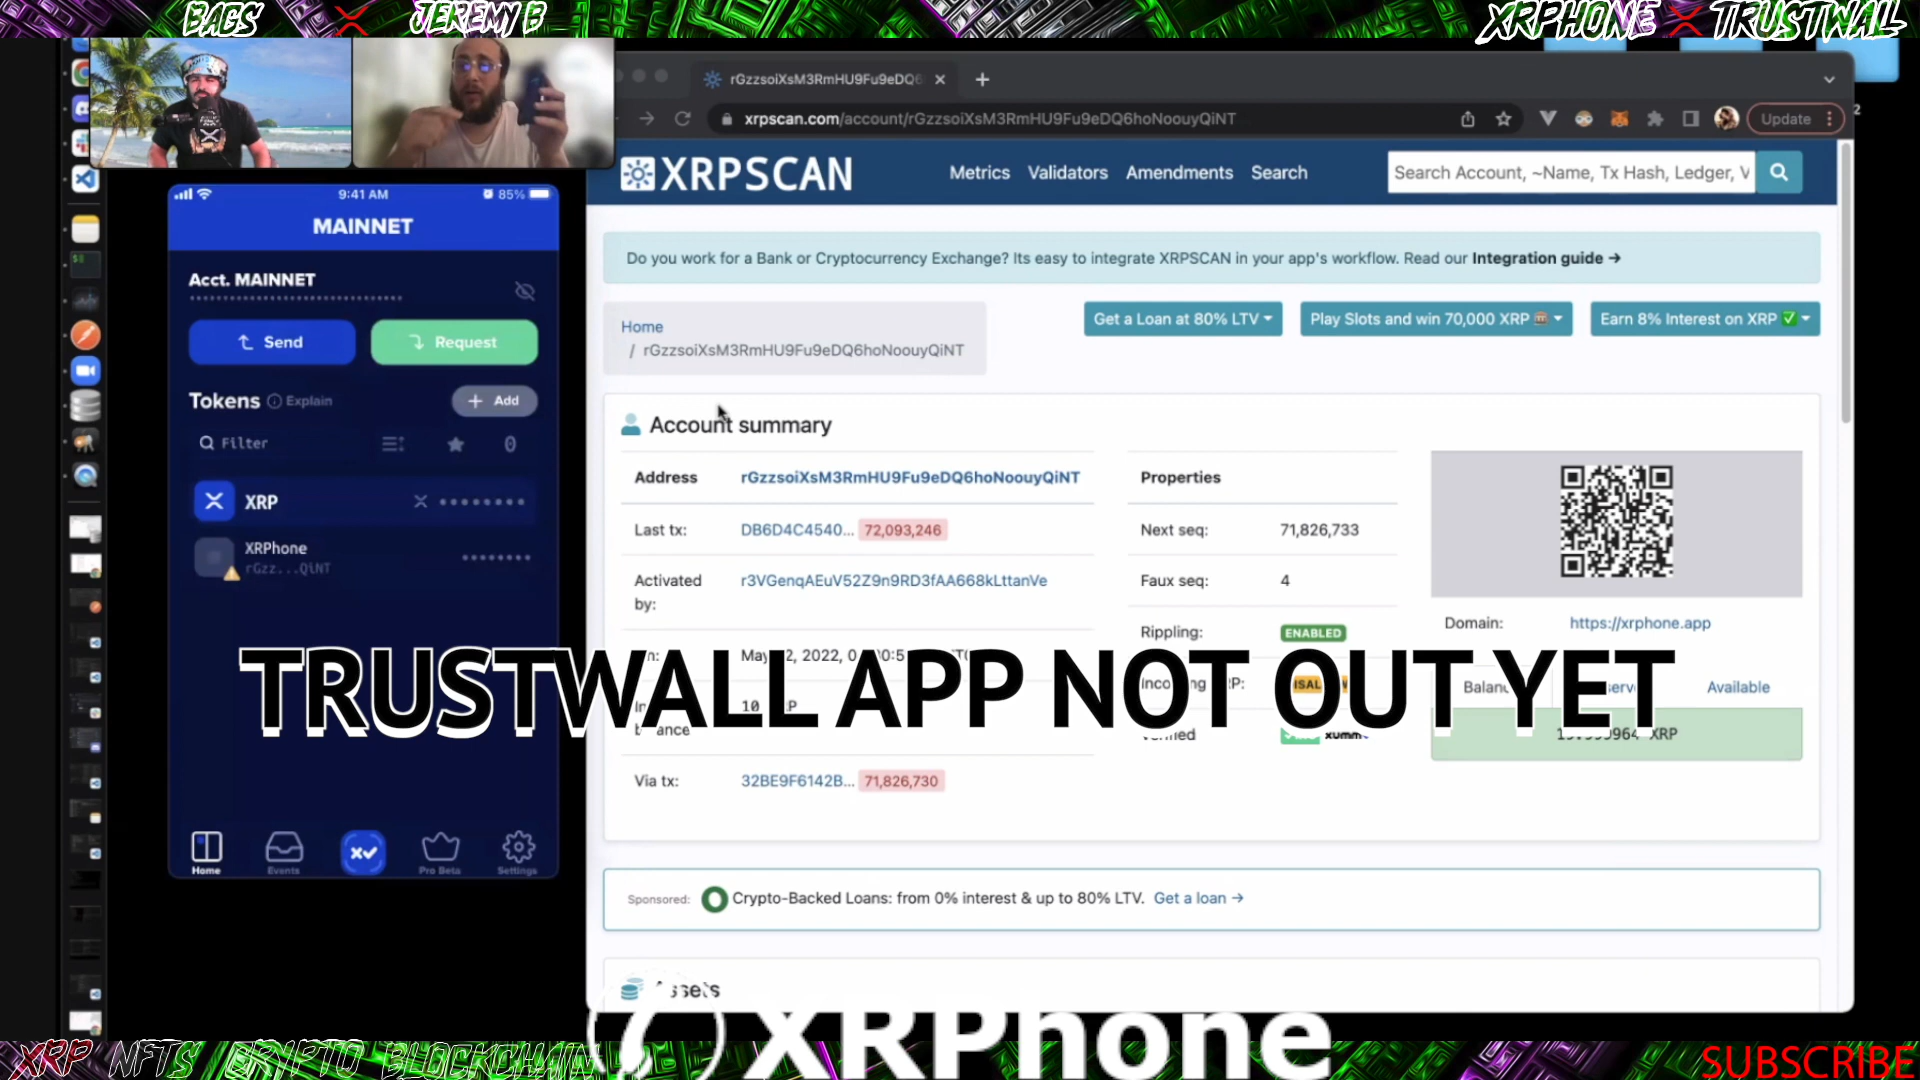 BAGS X JEREMY B
XRPHONE X TRUSTWALL
rGzzsoiXsM3RmHU9Fu9eDQ6
xrpscan.com/account/rGzzsoiXsM3RmHU9Fu9eDQ6hoNoouyQiNT
Update
XRPSCAN
Metrics Validators Amendments Search
Search Account, ~Name, Tx Hash, Ledger, V
Do you work for a Bank or Cryptocurrency Exchange? Its easy to integrate XRPSCAN in your app's workflow. Read our Integration guide →
Home
/ rGzzsoiXsM3RmHU9Fu9eDQ6hoNoouyQiNT
Get a Loan at 80% LTV
Play Slots and win 70,000 XRP
Earn 8% Interest on XRP
9:41 AM
85%
MAINNET
Acct. MAINNET
Send
Request
Tokens Explain
+ Add
Filter
0
XRP
XRPhone
rGzz...QiNT
Home
Events
Pro Beta
Settings
Account summary
Address rGzzsoiXsM3RmHU9Fu9eDQ6hoNoouyQiNT
Last tx: DB6D4C4540... 72,093,246
Activated by: r3VGenqAEuV52Z9n9RD3fAA668kLttanVe
2, 2022,
10
Via tx: 32BE9F6142B... 71,826,730
Properties
Next seq: 71,826,733
Faux seq: 4
Rippling: ENABLED
Domain: https://xrphone.app
Available
XRP
TRUSTWALL APP NOT OUT YET
Sponsored: Crypto-Backed Loans: from 0% interest & up to 80% LTV. Get a loan →
Assets
XRPhone
XRP NFTS CRYPTO BLOCKCHAIN
SUBSCRIBE